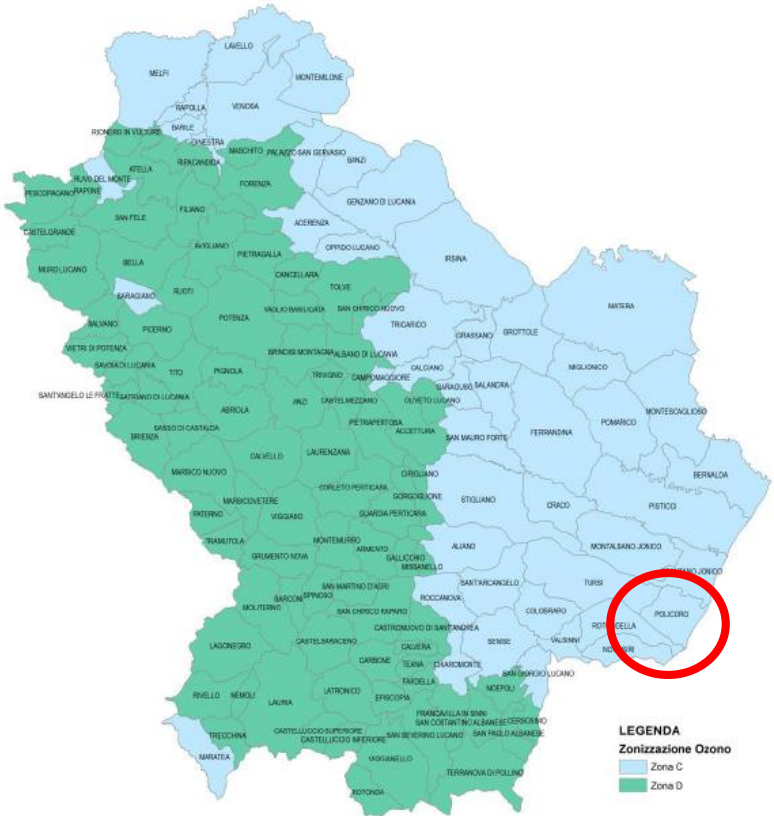 LAVELLO
MELFI
MONTEMILONE
RAPOLLA
VENOSA
BARILE
RIONERO IN VULTURE
GINESTRA
MASCHITO
PALAZZO SAN GERVASIO
RIPACANDIDA
BANZI
ATELLA
RUVO DEL MONTE
FORENZA
PESCOPAGANO
RAPONE
GENZANO DI LUCANIA
FILIANO
SAN FELE
ACERENZA
CASTELGRANDE
AVIGLIANO
OPPIDO LUCANO
PIETRAGALLA
IRSINA
BELLA
MURO LUCANO
CANCELLARA
TOLVE
BARAGIANO
RUOTI
MATERA
VAGLIO BASILICATA
SAN CHIRICO NUOVO
POTENZA
BALVANO
PICERNO
TRICARICO
GRASSANO
GROTTOLE
VIETRI DI POTENZA
BRINDISI MONTAGNA
ALBANO DI LUCANIA
SAVOIA DI LUCANIA
TITO
PIGNOLA
CALCIANO
MIGLIONICO
TRIVIGNO
CAMPOMAGGIORE
GARAGUSO
SALANDRA
SANT'ANGELO LE FRATTE
SATRIANO DI LUCANIA
ANZI
CASTELMEZZANO
OLIVETO LUCANO
ABRIOLA
MONTESCAGLIOSO
PIETRAPERTOSA
POMARICO
SASSO DI CASTALDA
ACCETTURA
BRIENZA
SAN MAURO FORTE
FERRANDINA
CALVELLO
LAURENZANA
MARSICO NUOVO
CIRIGLIANO
BERNALDA
CORLETO PERTICARA
GORGOGLIONE
MARSICOVETERE
STIGLIANO
CRACO
PISTICCI
PATERNO
VIGGIANO
GUARDIA PERTICARA
TRAMUTOLA
MONTEMURRO
ARMENTO
ALIANO
MONTALBANO JONICO
GRUMENTO NOVA
GALLICCHIO
MISSANELLO
JONICO
SAN MARTINO D'AGRI
SANT'ARCANGELO
TURSI
SARCONI
SPINOSO
ROCCANOVA
MOLITERNO
SAN CHIRICO RAPARO
COLOBRARO
POLICORO
CASTRONUOVO DI SANT'ANDREA
ROTONDELLA
LAGONEGRO
CASTELSARACENO
CALVERA
SENISE
VALSINNI
NOVA SIRI
CARBONE
TEANA
CHIAROMONTE
FARDELLA
SAN GIORGIO LUCANO
RIVELLO
NEMOLI
LATRONICO
NOEPOLI
LAURIA
EPISCOPIA
FRANCAVILLA IN SINNI
SAN COSTANTINO ALBANESE
CERSOSIMO
TRECCHINA
CASTELLUCCIO SUPERIORE
SAN SEVERINO LUCANO
SAN PAOLO ALBANESE
CASTELLUCCIO INFERIORE
MARATEA
VIGGIANELLO
TERRANOVA DI POLLINO
ROTONDA
LEGENDA
Zonizzazione Ozono
Zona C
Zona D